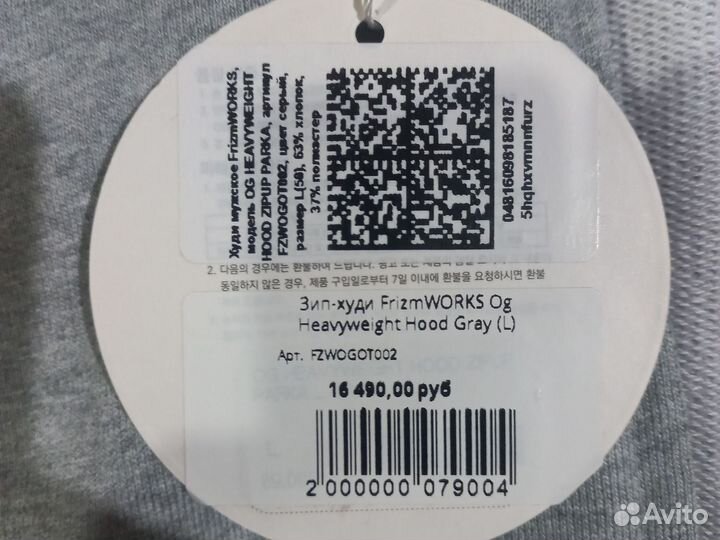 Худи мужское FrizmWORKS,
модель OG HEAVYWEIGHT
HOOD ZIPUP PARKA, артикул
FZWOGOT002, цвет серый,
размер L(50), 63% хлопок,
37% полиэстер
04816098185187
5hqhxvmnnfurz
2. 다음의 경우에는 환불하여 드립니다.
동일하지 않은 경우, 제품 구입일로부터 7일 이내에 환불을 요청하시면 환불
Зип-худи FrizmWORKS Og
Heavyweight Hood Gray (L)
Арт. FZWOGOT002
16 490,00 руб
2 000000 079004
Avito